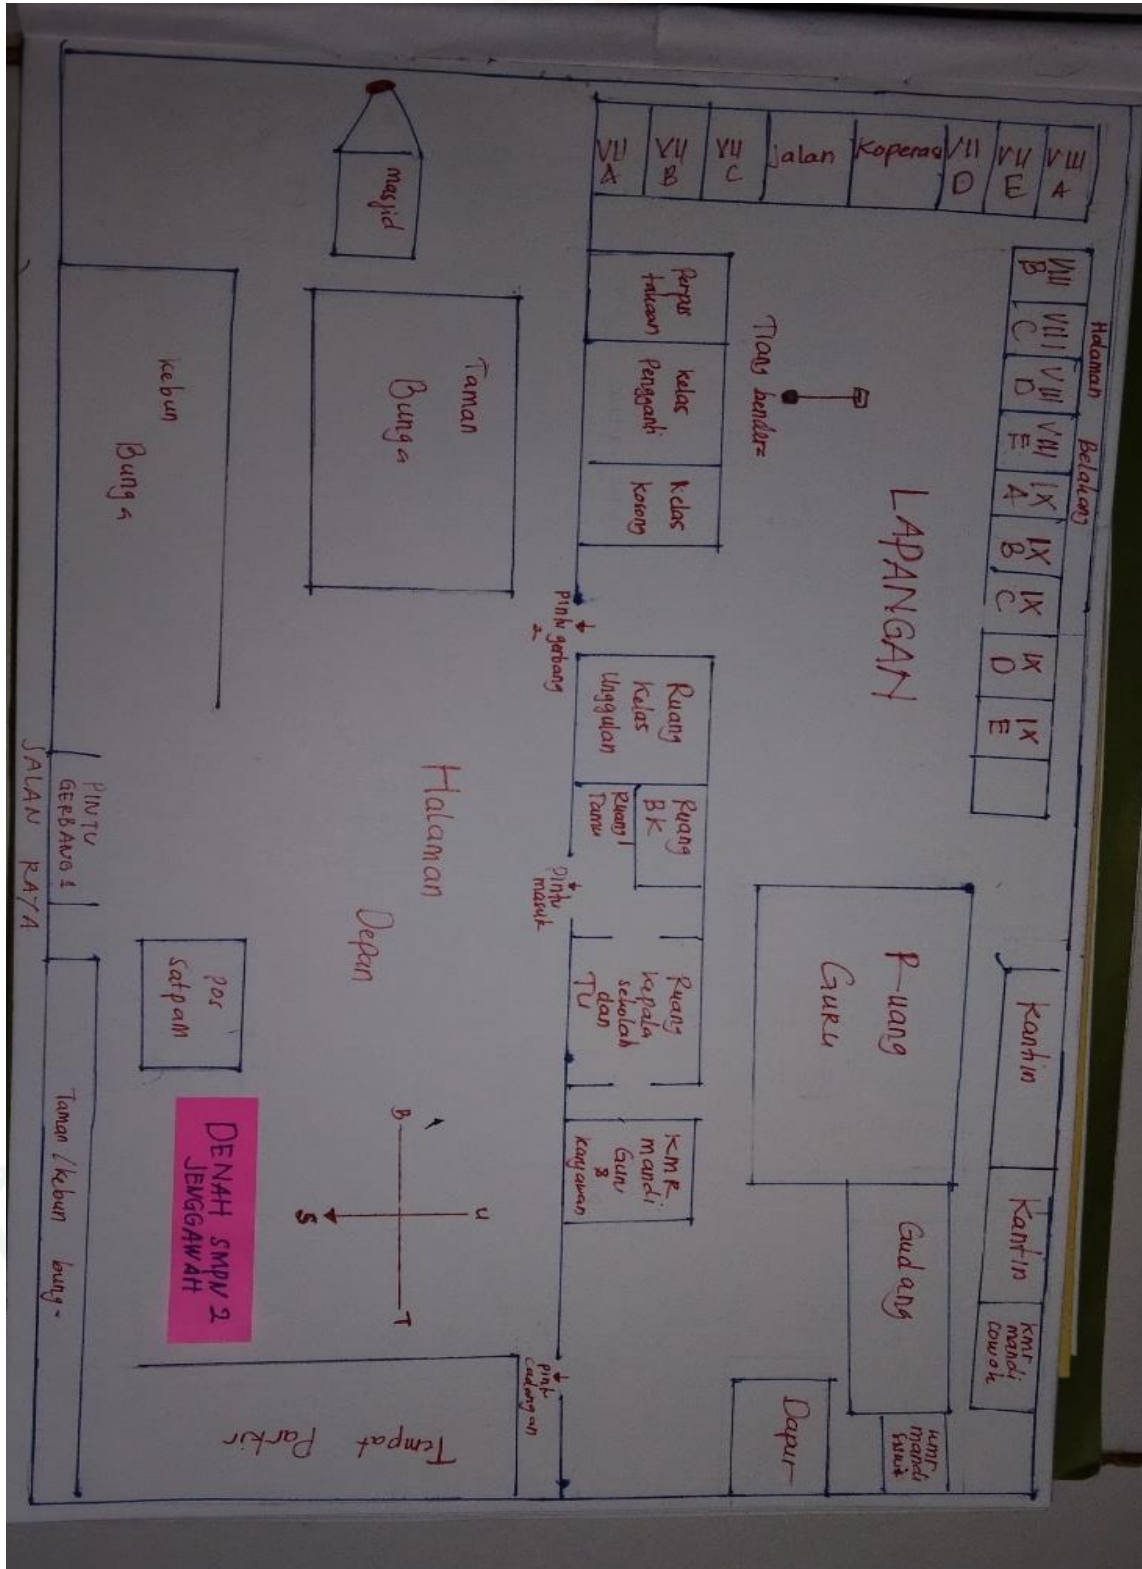 Halaman Belakang
VIII
A
VII
E
VII
D
Koperasi
Jalan
VII
C
VII
B
VII
A
VIII
B
VIII
C
VIII
D
VIII
E
IX
A
IX
B
IX
C
IX
D
IX
E
Kantin
Kantin
kmr
mandi
cowok
LAPANGAN
Tiang bendera
Ruang
Guru
Gudang
kmr
mandi
Dapur
Perpus
takaan
kelas
Pengganti
Kelas
kosong
pintu gerbang
2
Ruang
Kelas
Unggulan
Ruang
BK
Ruang
Tamu
Pintu
masuk
Ruang
kepala
sekolah
dan
TU
KMR
mandi
Guru
&
karyawan
Pint
Cadangan
masjid
Taman
Bunga
Halaman
Depan
U
B
T
S
Tempat
Parkir
kebun
Bunga
Pos
satpam
DENAH SMPN 2
JENGGAWAH
PINTU
GERBANG 1
Taman / kebun bung-
JALAN RAYA